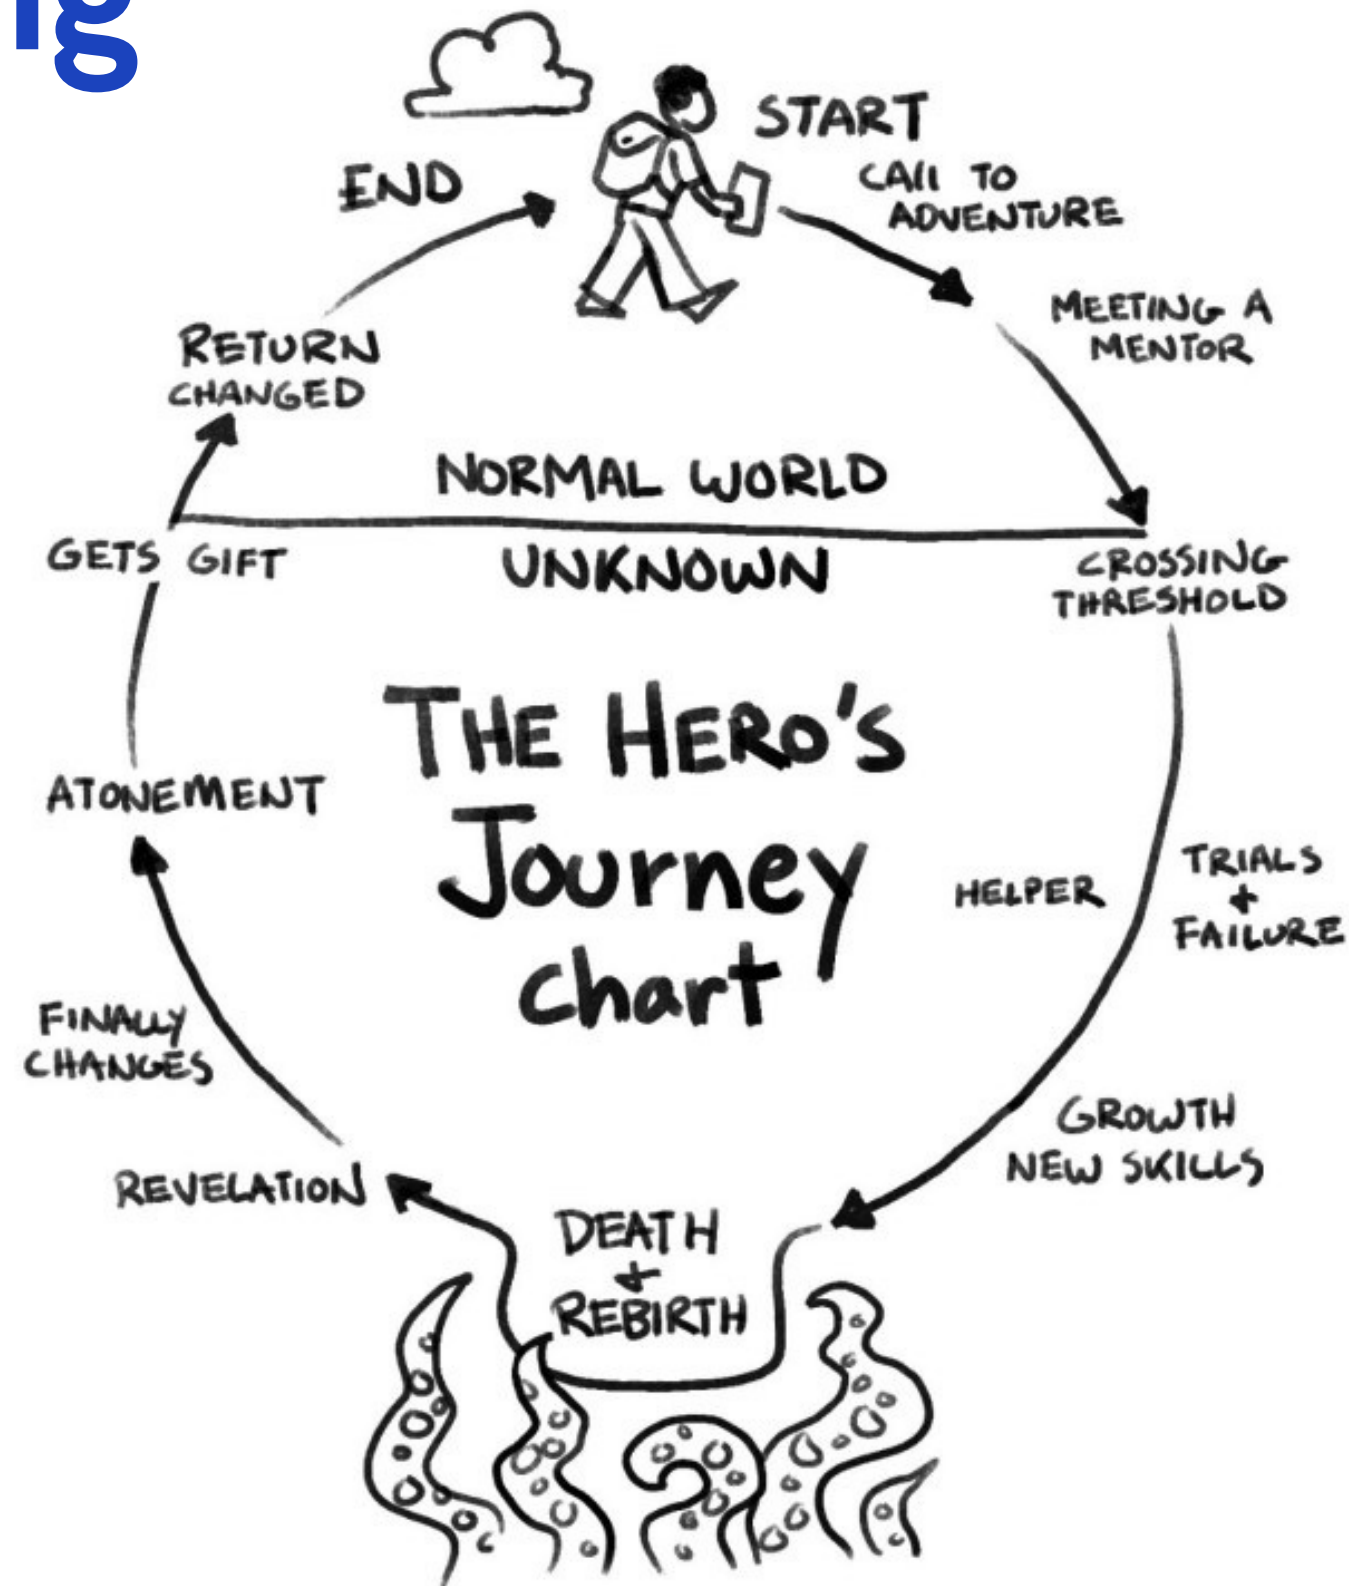 ng
START
CAll TO
ADVENTURE
MEETING A
MENTOR
CROSSING
THRESHOLD
HELPER
TRIALS
+
FAILURE
GROWTH
NEW SKILLS
DEATH
+
REBIRTH
REVELATION
FINALLY
CHANGES
ATONEMENT
GETS GIFT
RETURN
CHANGED
END
NORMAL WORLD
UNKNOWN
THE HERO'S
Journey
chart